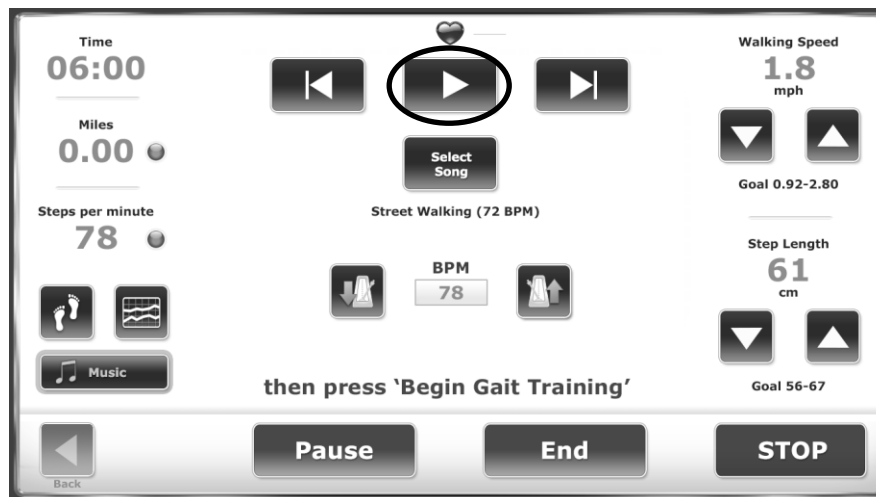 Time
06:00
Miles
0.00
Steps per minute
78
Music
Select
Song
Street Walking (72 BPM)
BPM
78
then press ‘Begin Gait Training’
Walking Speed
1.8
mph
Goal 0.92-2.80
Step Length
61
cm
Goal 56-67
Back
Pause
End
STOP